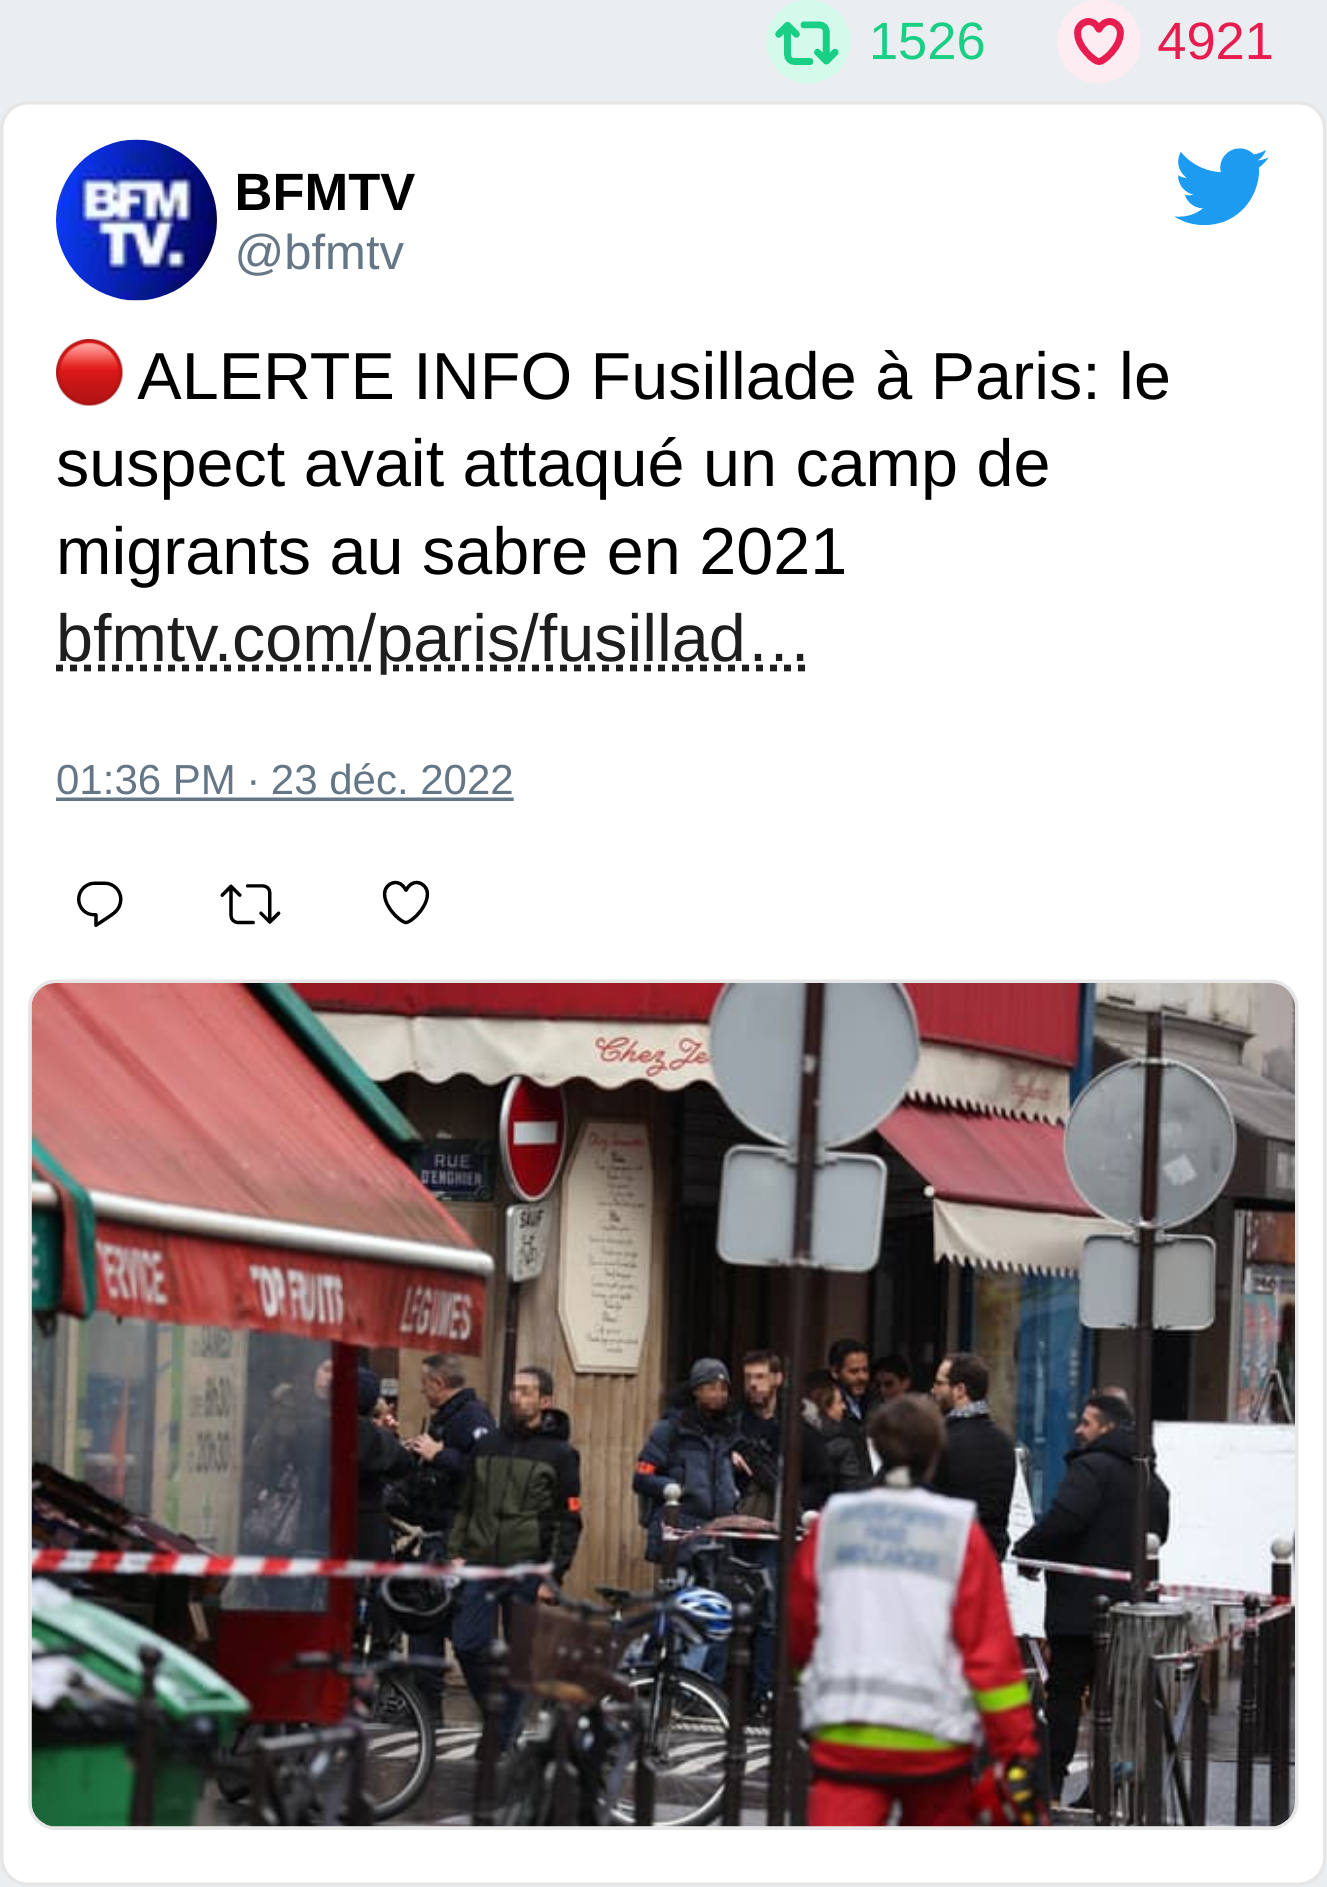 1526 4921
BFM
TV.
BFMTV
@bfmtv
ALERTE INFO Fusillade à Paris: le
suspect avait attaqué un camp de
migrants au sabre en 2021
bfmtv.com/paris/fusillad…
01:36 PM · 23 déc. 2022
Chez Je
RUE
D'ENGHIEN
SAUF
ERVICE TOP FRUITS LEGUMES